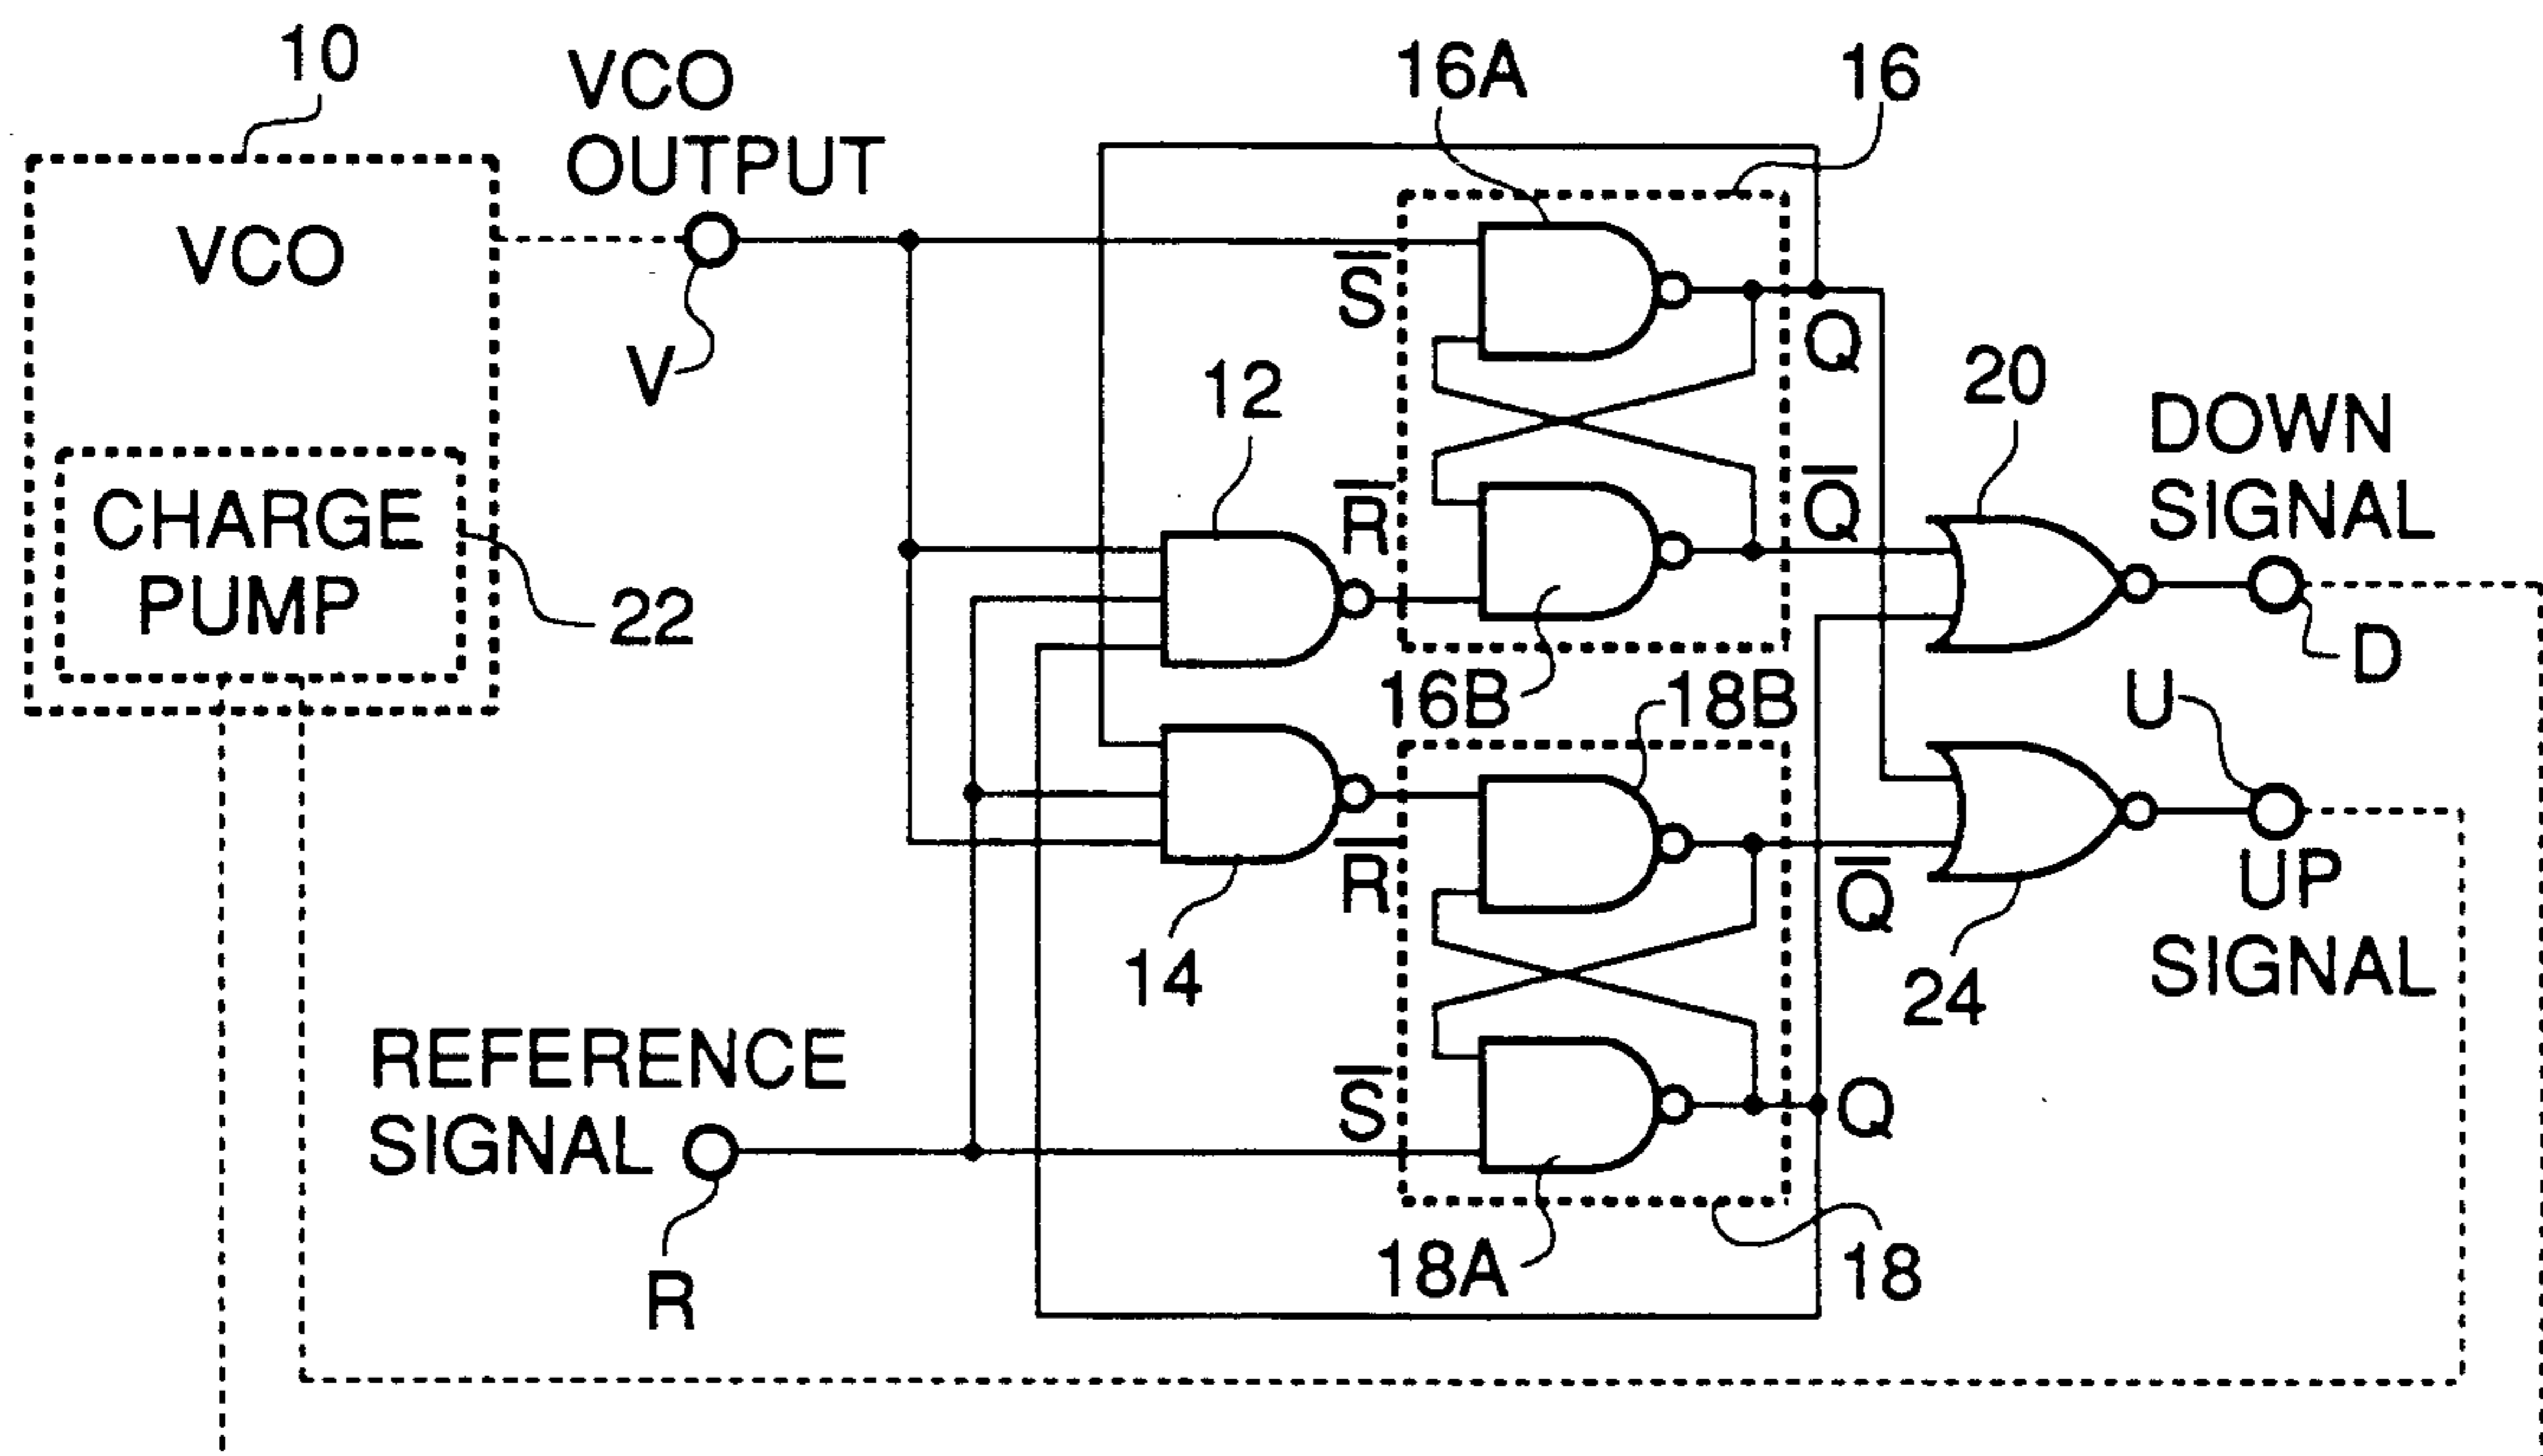 10
VCO
OUTPUT
16A
16
VCO
V
S̅
Q
12
20
DOWN
SIGNAL
CHARGE
PUMP
22
R̅
Q̅
D
16B
18B
U
14
R̅
Q̅
UP
SIGNAL
24
REFERENCE
SIGNAL
S̅
Q
R
18A
18